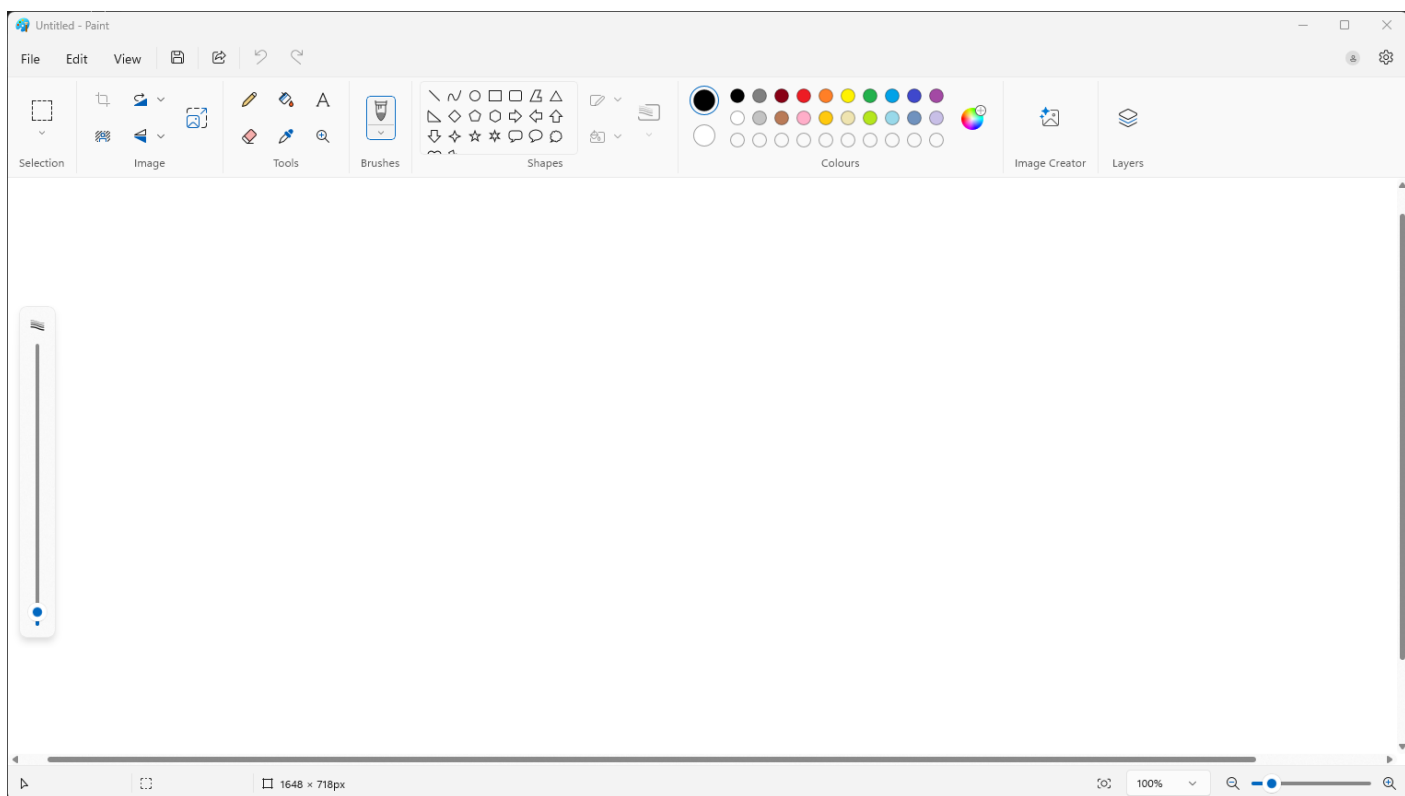 Untitled - Paint
File Edit View
Selection Image Tools Brushes Shapes Colours Image Creator Layers
1648 × 718px 100%